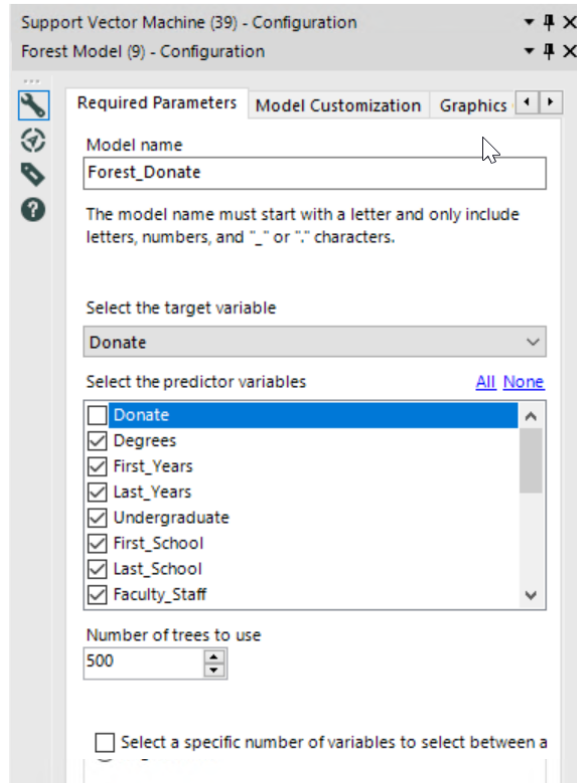 Support Vector Machine (39) - Configuration
Forest Model (9) - Configuration
Required Parameters
Model Customization
Graphics
Model name
Forest_Donate
The model name must start with a letter and only include
letters, numbers, and "_" or "." characters.
Select the target variable
Donate
Select the predictor variables
All None
Donate
Degrees
First_Years
Last_Years
Undergraduate
First_School
Last_School
Faculty_Staff
Number of trees to use
500
Select a specific number of variables to select between a